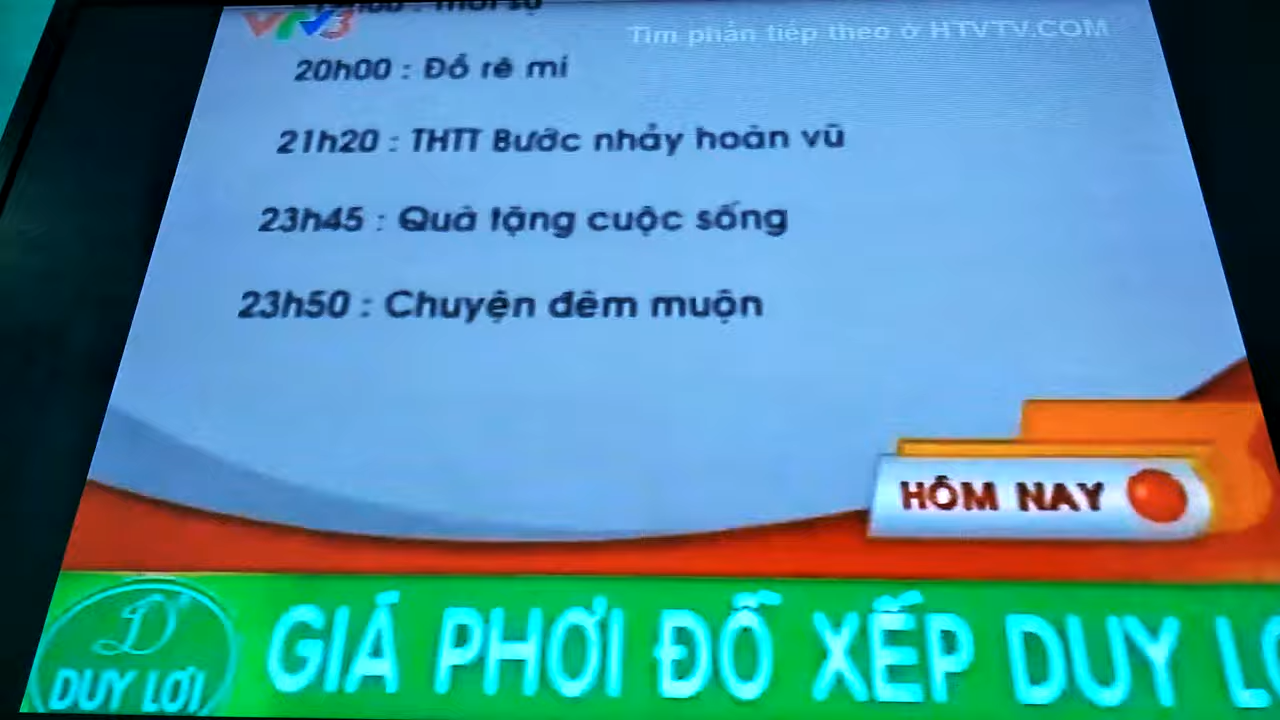 VTV3
Tìm phần tiếp theo ở HTVTV.COM
20h00 : Đồ rê mí
21h20 : THTT Bước nhảy hoàn vũ
23h45 : Quà tặng cuộc sống
23h50 : Chuyện đêm muộn
HÔM NAY
D
DUY LỢI
GIÁ PHƠI ĐỒ XẾP DUY